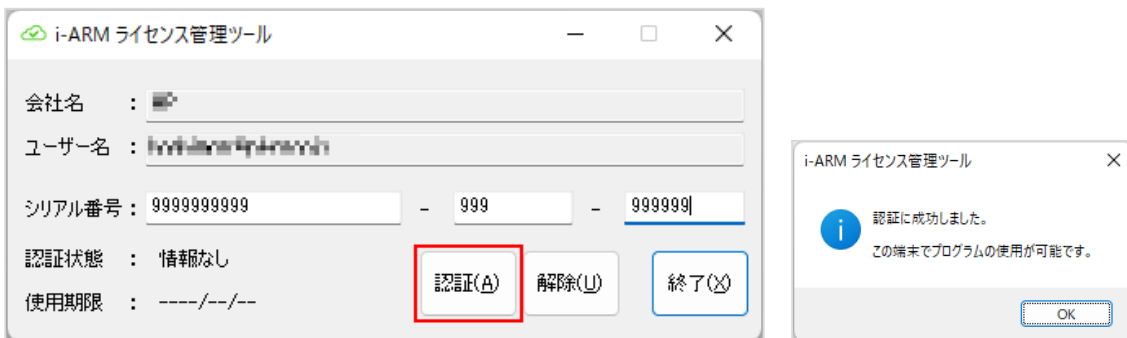 i-ARM ライセンス管理ツール
会社名 :
ユーザー名 :
シリアル番号 : 9999999999 - 999 - 999999
認証状態 : 情報なし
使用期限 : ----/--/--
認証(A) 解除(U) 終了(X)
i-ARM ライセンス管理ツール
認証に成功しました。
この端末でプログラムの使用が可能です。
OK